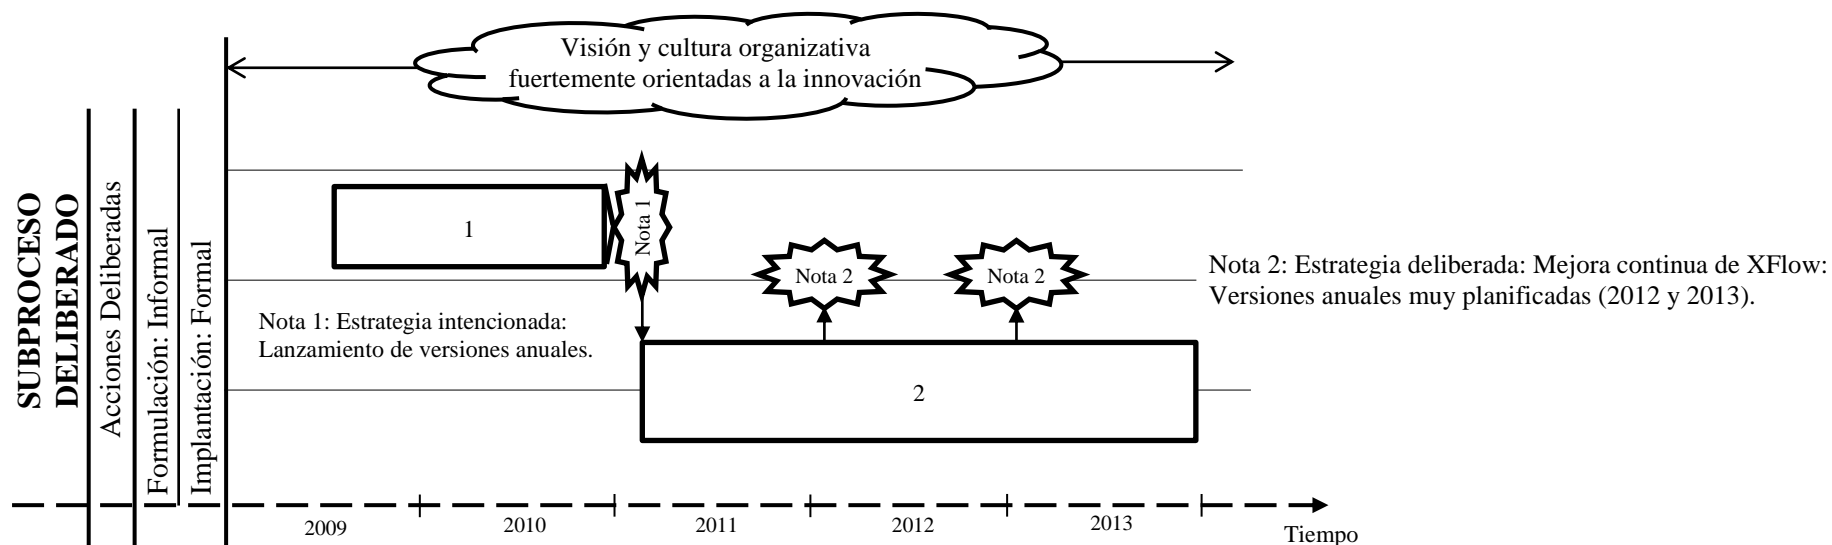 Visión y cultura organizativa
fuertemente orientadas a la innovación
SUBPROCESO
DELIBERADO
Acciones Deliberadas
Formulación: Informal
Implantación: Formal
1
Nota 1
Nota 2
Nota 2
Nota 2: Estrategia deliberada: Mejora continua de XFlow:
Versiones anuales muy planificadas (2012 y 2013).
Nota 1: Estrategia intencionada:
Lanzamiento de versiones anuales.
2
2009
2010
2011
2012
2013
Tiempo